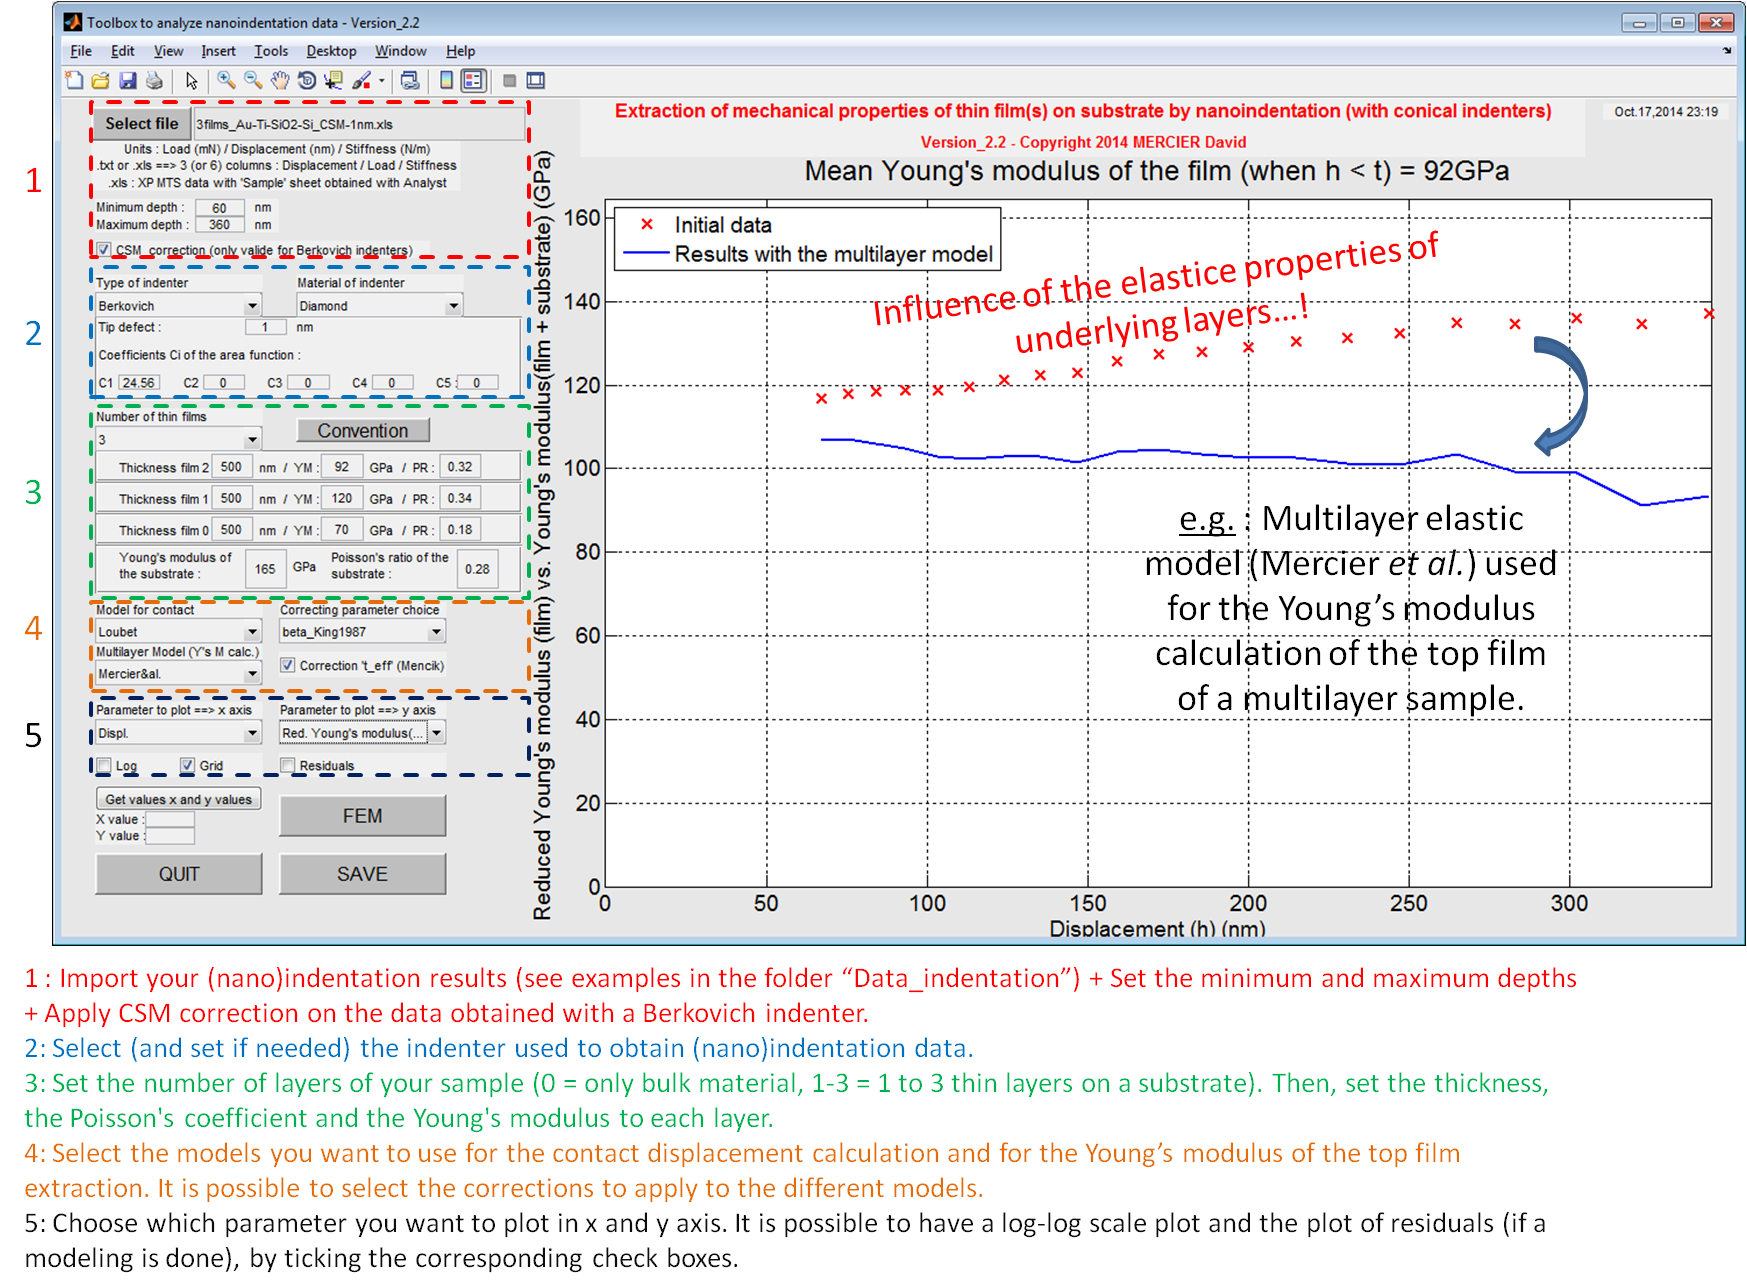 Toolbox to analyze nanoindentation data - Version_2.2
File Edit View Insert Tools Desktop Window Help
Select file 3films_Au-Ti-SiO2-Si_CSM-1nm.xls
Units : Load (mN) / Displacement (nm) / Stiffness (N/m)
.txt or .xls ==> 3 (or 6) columns : Displacement / Load / Stiffness
.xls : XP MTS data with 'Sample' sheet obtained with Analyst
1
Minimum depth : 60 nm
Maximum depth : 360 nm
CSM_correction (only valide for Berkovich indenters)
Type of indenter Material of indenter
Berkovich Diamond
2
Tip defect : 1 nm
Coefficients Ci of the area function :
C1 24.56 C2 0 C3 0 C4 0 C5 : 0
Number of thin films
3 Convention
Thickness film 2 500 nm / YM : 92 GPa / PR : 0.32
3
Thickness film 1 500 nm / YM : 120 GPa / PR : 0.34
Thickness film 0 500 nm / YM : 70 GPa / PR : 0.18
Young's modulus of
the substrate : 165 GPa
Poisson's ratio of the
substrate : 0.28
Model for contact Correcting parameter choice
4
Loubet beta_King1987
Multilayer Model (Y's M calc.)
Mercier&al. Correction 't_eff' (Mencik)
Parameter to plot ==> x axis Parameter to plot ==> y axis
5
Displ. Red. Young's modulus(...
Log Grid Residuals
Get values x and y values
X value :
Y value :
FEM
QUIT SAVE
Extraction of mechanical properties of thin film(s) on substrate by nanoindentation (with conical indenters)
Version_2.2 - Copyright 2014 MERCIER David
Oct.17,2014 23:19
Mean Young's modulus of the film (when h < t) = 92GPa
Reduced Young's modulus (film) vs. Young's modulus(film + substrate) (GPa)
Initial data
Results with the multilayer model
Influence of the elastice properties of
underlying layers...!
e.g. : Multilayer elastic
model (Mercier et al.) used
for the Young’s modulus
calculation of the top film
of a multilayer sample.
160
140
120
100
80
60
40
20
0
0 50 100 150 200 250 300
Displacement (h) (nm)
1 : Import your (nano)indentation results (see examples in the folder “Data_indentation”) + Set the minimum and maximum depths
+ Apply CSM correction on the data obtained with a Berkovich indenter.
2: Select (and set if needed) the indenter used to obtain (nano)indentation data.
3: Set the number of layers of your sample (0 = only bulk material, 1-3 = 1 to 3 thin layers on a substrate). Then, set the thickness,
the Poisson's coefficient and the Young's modulus to each layer.
4: Select the models you want to use for the contact displacement calculation and for the Young’s modulus of the top film
extraction. It is possible to select the corrections to apply to the different models.
5: Choose which parameter you want to plot in x and y axis. It is possible to have a log-log scale plot and the plot of residuals (if a
modeling is done), by ticking the corresponding check boxes.